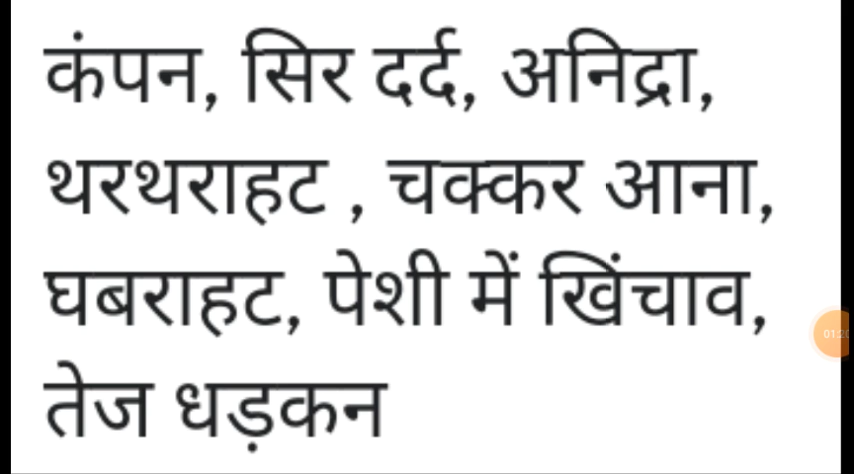 कंपन, सिर दर्द, अनिद्रा,
थरथराहट , चक्कर आना,
घबराहट, पेशी में खिंचाव,
तेज धड़कन